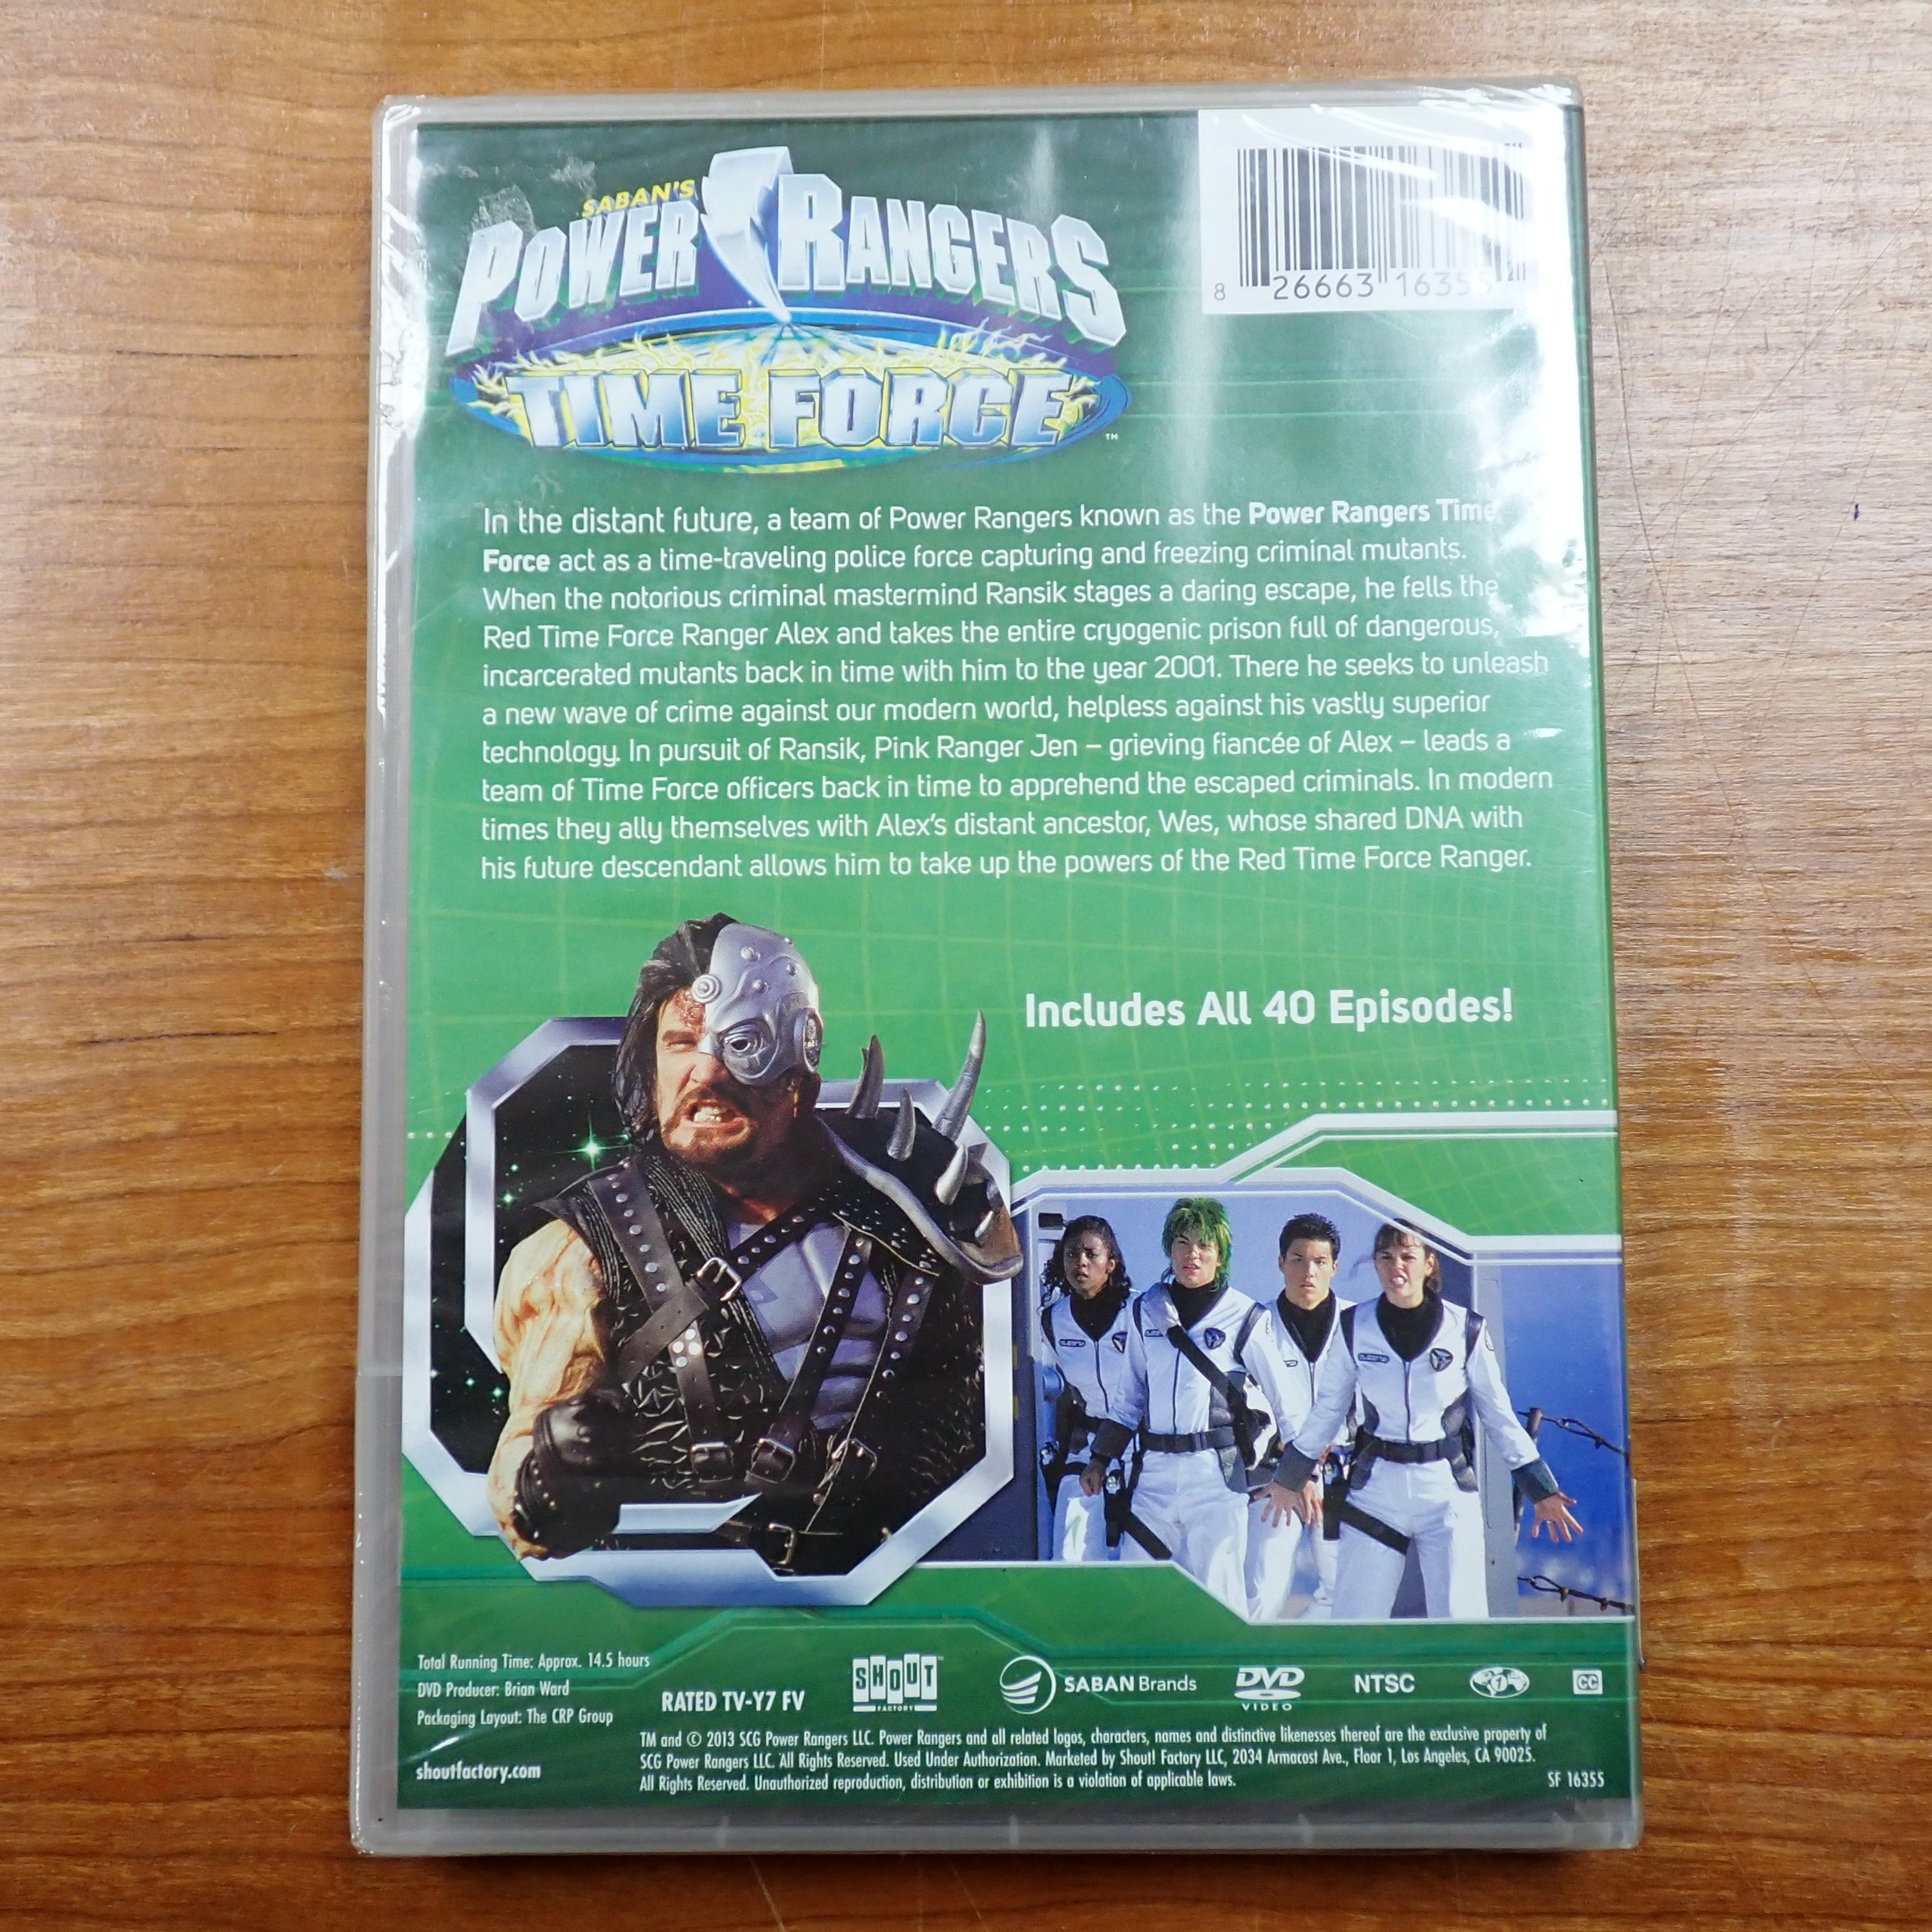 SABAN'S
POWER RANGERS
TIME FORCE
TM
8 26663 16355
In the distant future, a team of Power Rangers known as the Power Rangers Time
Force act as a time-traveling police force capturing and freezing criminal mutants.
When the notorious criminal mastermind Ransik stages a daring escape, he fells the
Red Time Force Ranger Alex and takes the entire cryogenic prison full of dangerous,
incarcerated mutants back in time with him to the year 2001. There he seeks to unleash
a new wave of crime against our modern world, helpless against his vastly superior
technology. In pursuit of Ransik, Pink Ranger Jen – grieving fiancée of Alex – leads a
team of Time Force officers back in time to apprehend the escaped criminals. In modern
times they ally themselves with Alex's distant ancestor, Wes, whose shared DNA with
his future descendant allows him to take up the powers of the Red Time Force Ranger.
Includes All 40 Episodes!
Total Running Time: Approx. 14.5 hours
DVD Producer: Brian Ward
Packaging Layout: The CRP Group
shoutfactory.com
RATED TV-Y7 FV
SHOUT
FACTORY
SABAN Brands
DVD
VIDEO
NTSC
1
CC
TM and © 2013 SCG Power Rangers LLC. Power Rangers and all related logos, characters, names and distinctive likenesses thereof are the exclusive property of
SCG Power Rangers LLC. All Rights Reserved. Used Under Authorization. Marketed by Shout! Factory LLC, 2034 Armacost Ave., Floor 1, Los Angeles, CA 90025.
All Rights Reserved. Unauthorized reproduction, distribution or exhibition is a violation of applicable laws.
SF 16355